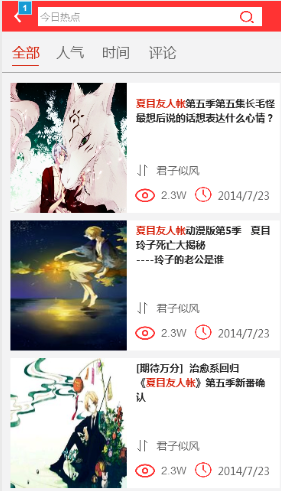 1
今日热点
全部 人气 时间 评论
夏目友人帐第五季第五集长毛怪
最想后说的话想表达什么心情？
君子似风
2.3W 2014/7/23
夏目友人帐动漫版第5季 夏目
玲子死亡大揭秘
----玲子的老公是谁
君子似风
2.3W 2014/7/23
[期待万分] 治愈系回归
《夏目友人帐》第五季新番确
认
君子似风
2.3W 2014/7/23